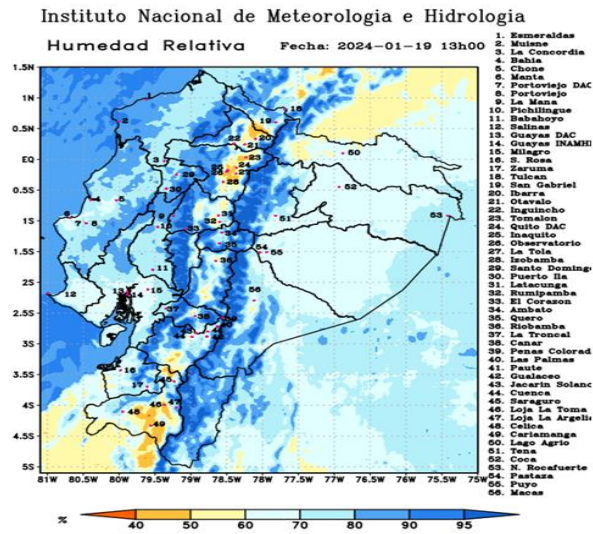 Instituto Nacional de Meteorologia e Hidrologia
Humedad Relativa Fecha: 2024-01-19 13h00
1. Esmeraldas
2. Muisne
3. La Concordia
4. Bahia
5. Chone
6. Manta
7. Portoviejo DAC
8. Portoviejo
9. La Mana
10. Pichilingue
11. Babahoyo
12. Salinas
13. Guayas DAC
14. Guayas INAMHI
15. Milagro
16. S. Rosa
17. Zaruma
18. Tulcan
19. San Gabriel
20. Ibarra
21. Otavalo
22. Inguincho
23. Tomalon
24. Quito DAC
25. Inaquito
26. Observatorio
27. La Tola
28. Izobamba
29. Santo Doming
30. Puerto Ila
31. Latacunga
32. Rumipamba
33. El Corazon
34. Ambato
35. Quero
36. Riobamba
37. La Troncal
38. Canar
39. Penas Colorad
40. Las Palmas
41. Paute
42. Gualaceo
43. Jacarin Solano
44. Cuenca
45. Saraguro
46. Loja La Toma
47. Loja La Argeli
48. Celica
49. Cariamanga
50. Lago Agrio
51. Tena
52. Coca
53. N. Rocafuerte
54. Pastaza
55. Puyo
56. Macas
1.5N
1N
0.5N
EQ
0.5S
1S
1.5S
2S
2.5S
3S
3.5S
4S
4.5S
5S
81W 80.5W 80W 79.5W 79W 78.5W 78W 77.5W 77W 76.5W 76W 75.5W 75W
% 40 50 60 70 80 90 95